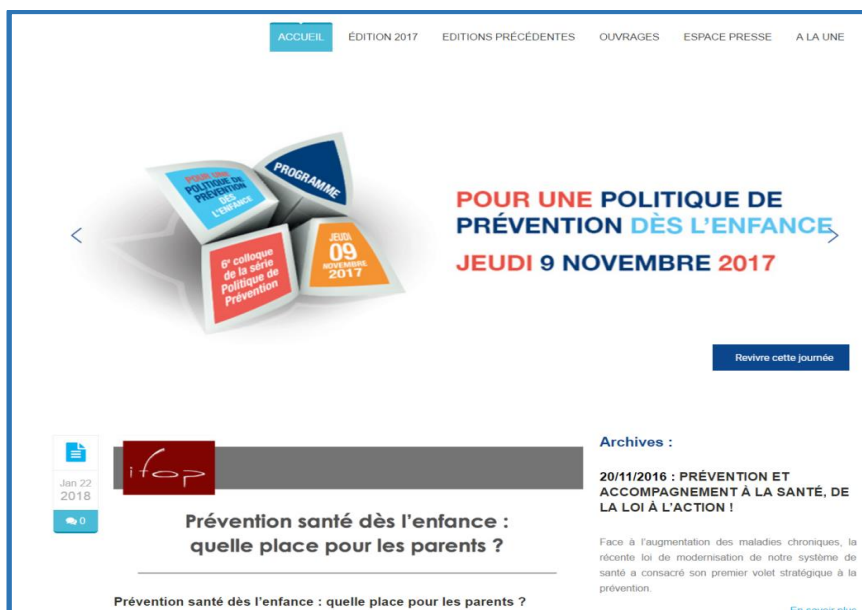 ACCUEIL ÉDITION 2017 EDITIONS PRÉCÉDENTES OUVRAGES ESPACE PRESSE A LA UNE
POUR UNE
POLITIQUE DE
PRÉVENTION
DÈS
L'ENFANCE
PROGRAMME
6e colloque
de la série
Politique de
Prévention
JEUDI
09
NOVEMBRE
2017
POUR UNE POLITIQUE DE
PRÉVENTION DÈS L'ENFANCE
JEUDI 9 NOVEMBRE 2017
Revivre cette journée
Jan 22
2018
0
ifop
Prévention santé dès l'enfance :
quelle place pour les parents ?
Prévention santé dès l'enfance : quelle place pour les parents ?
Archives :
20/11/2016 : PRÉVENTION ET
ACCOMPAGNEMENT À LA SANTÉ, DE
LA LOI À L'ACTION !
Face à l'augmentation des maladies chroniques, la
récente loi de modernisation de notre système de
santé a consacré son premier volet stratégique à la
prévention.
En savoir plus